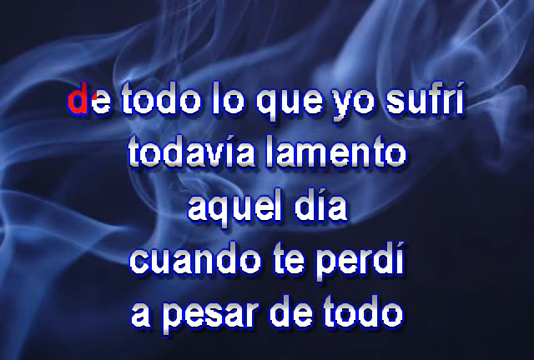 de todo lo que yo sufrí
todavía lamento
aquel día
cuando te perdí
a pesar de todo